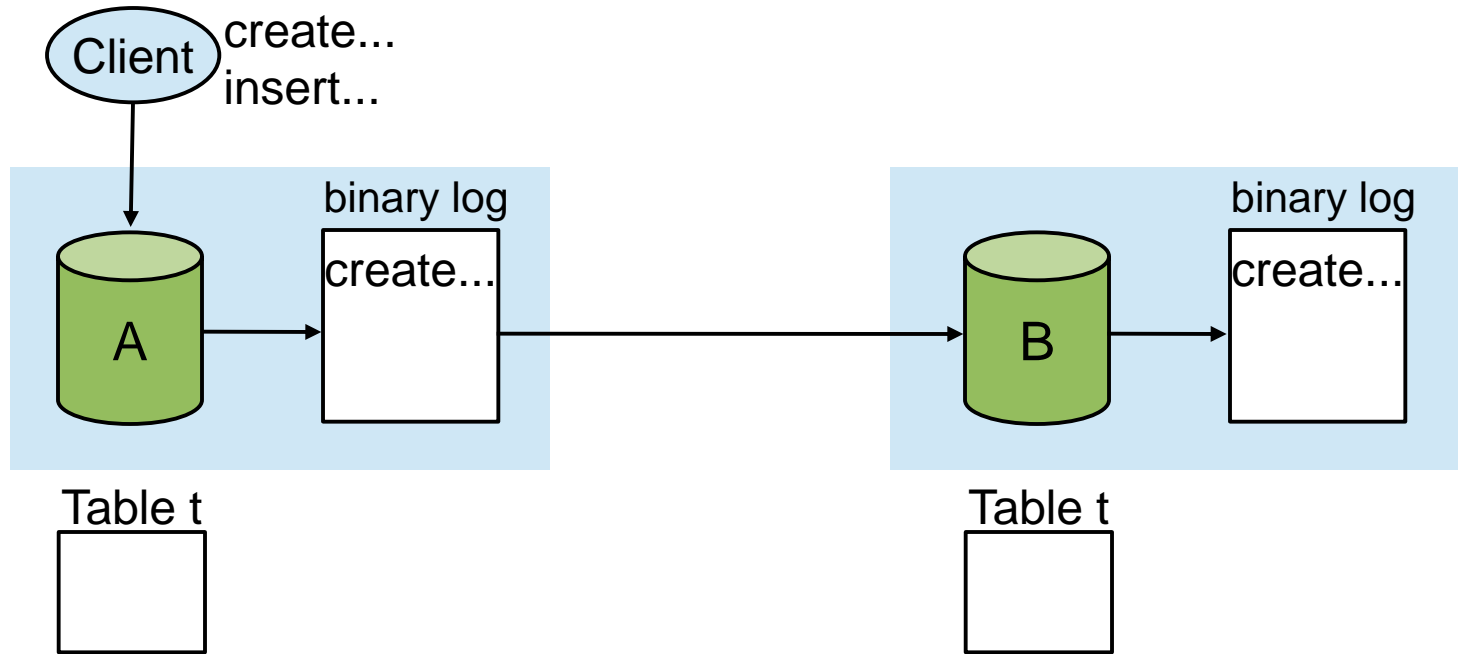 Client
create...
insert...
binary log
create...
A
binary log
create...
B
Table t
Table t